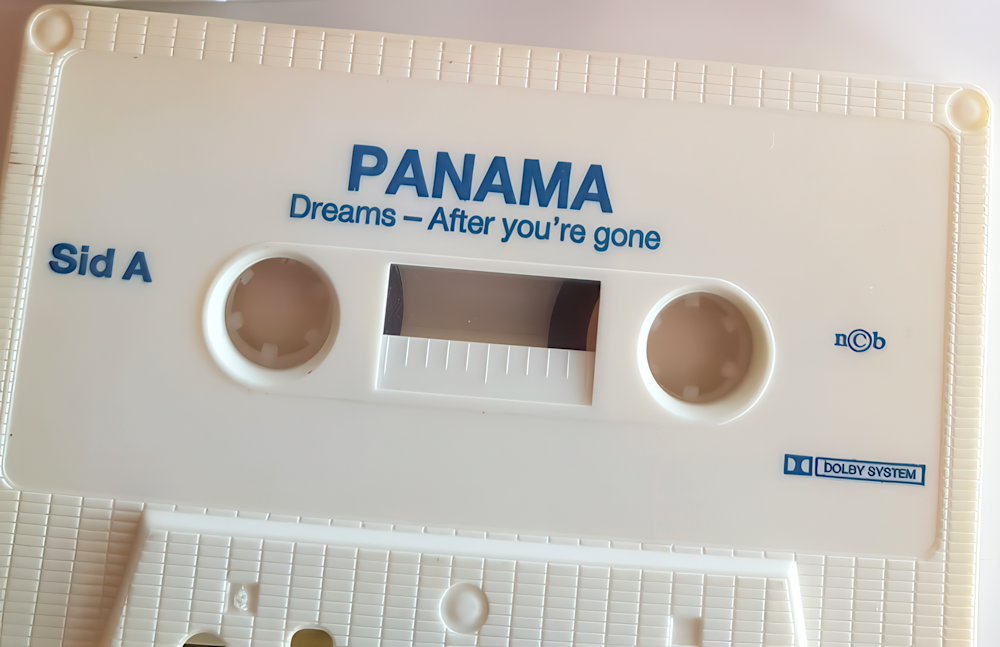 PANAMA
Dreams – After you're gone
Sid A
n©b
DOLBY SYSTEM